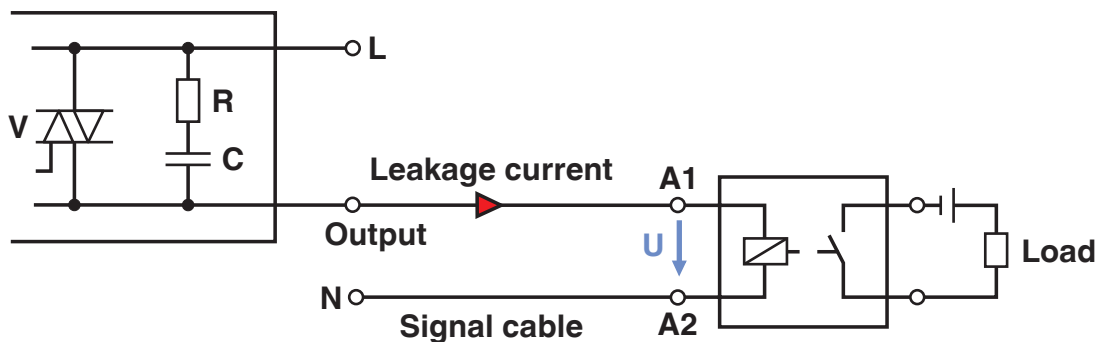 L
R
V
C
Leakage current
A1
Output
U
Load
N
Signal cable
A2